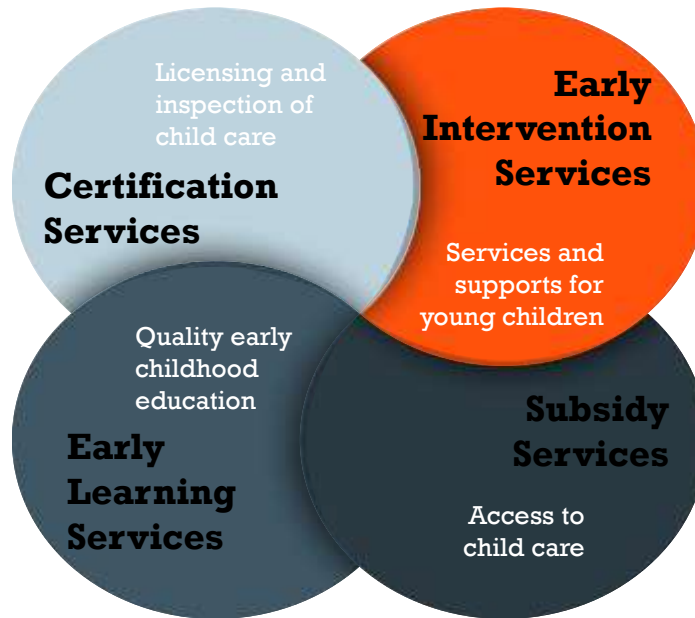 Licensing and
inspection of
child care
Certification
Services
Early
Intervention
Services
Services and
supports for
young children
Quality early
childhood
education
Early
Learning
Services
Subsidy
Services
Access to
child care